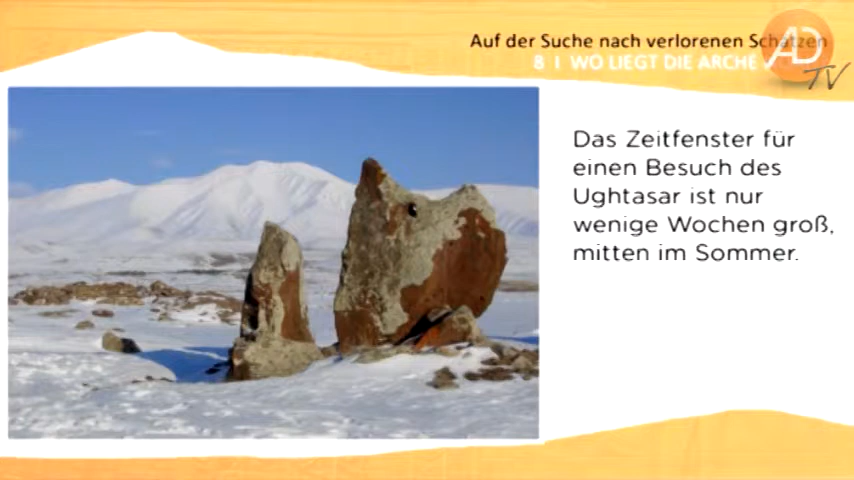 Auf der Suche nach verlorenen Schätzen
8 I WO LIEGT DIE ARCHE
AD
TV
Das Zeitfenster für
einen Besuch des
Ughtasar ist nur
wenige Wochen groß,
mitten im Sommer.